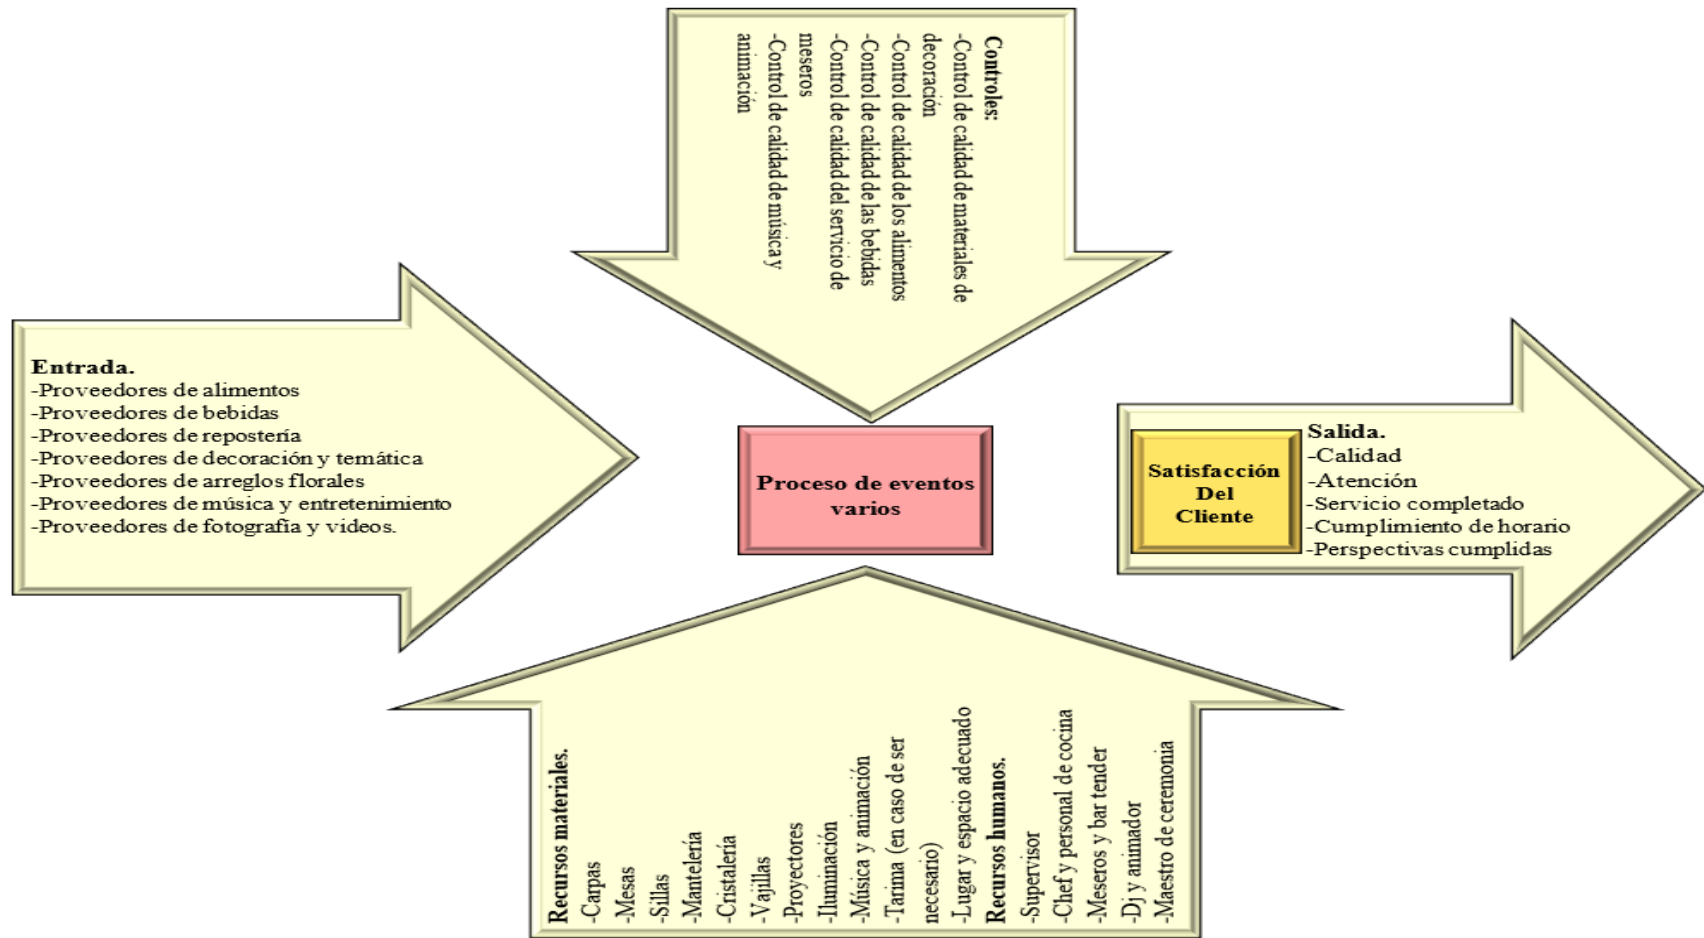 Controles:
-Control de calidad de materiales de
decoración
-Control de calidad de los alimentos
-Control de calidad de las bebidas
-Control de calidad del servicio de
meseros
-Control de calidad de música y
animación
Entrada.
-Proveedores de alimentos
-Proveedores de bebidas
-Proveedores de repostería
-Proveedores de decoración y temática
-Proveedores de arreglos florales
-Proveedores de música y entretenimiento
-Proveedores de fotografía y videos.
Proceso de eventos
varios
Satisfacción
Del
Cliente
Salida.
-Calidad
-Atención
-Servicio completado
-Cumplimiento de horario
-Perspectivas cumplidas
Recursos materiales.
-Carpas
-Mesas
-Sillas
-Mantelería
-Cristalería
-Vajillas
-Proyectores
-Iluminación
-Música y animación
-Tarima (en caso de ser
necesario)
-Lugar y espacio adecuado
Recursos humanos.
-Supervisor
-Chef y personal de cocina
-Meseros y bar tender
-Dj y animador
-Maestro de ceremonia